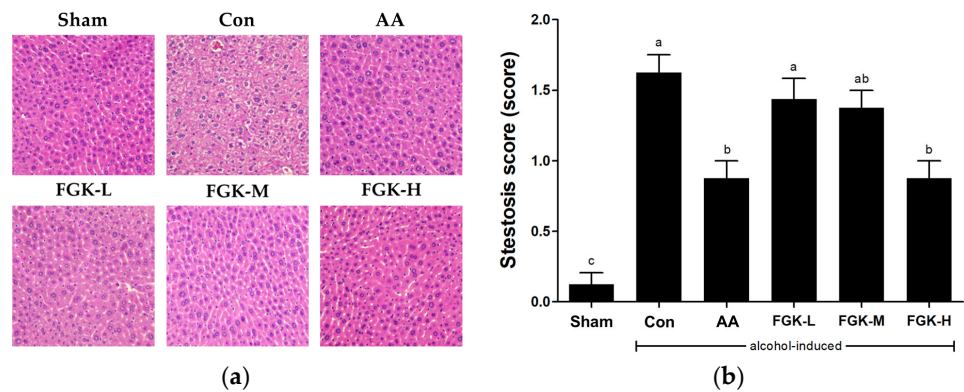 Sham Con AA
FGK-L FGK-M FGK-H
(a)
Stestosis score (score)
2.0
1.5
1.0
0.5
0.0
c
a
b
a
ab
b
Sham Con AA FGK-L FGK-M FGK-H
alcohol-induced
(b)